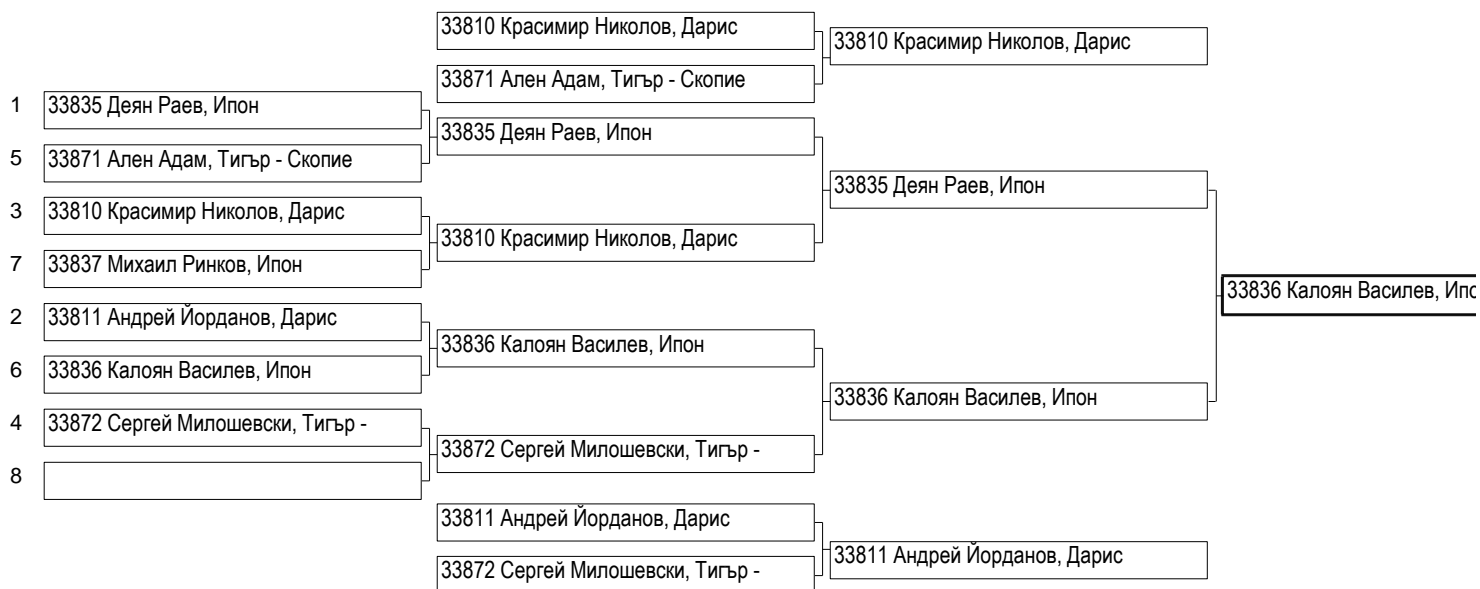 33810 Красимир Николов, Дарис
33810 Красимир Николов, Дарис
33871 Ален Адам, Тигър - Скопие
1 33835 Деян Раев, Ипон
33835 Деян Раев, Ипон
5 33871 Ален Адам, Тигър - Скопие
33835 Деян Раев, Ипон
3 33810 Красимир Николов, Дарис
33810 Красимир Николов, Дарис
7 33837 Михаил Ринков, Ипон
33836 Калоян Василев, Ипо
2 33811 Андрей Йорданов, Дарис
33836 Калоян Василев, Ипон
6 33836 Калоян Василев, Ипон
33836 Калоян Василев, Ипон
4 33872 Сергей Милошевски, Тигър -
33872 Сергей Милошевски, Тигър -
8
33811 Андрей Йорданов, Дарис
33811 Андрей Йорданов, Дарис
33872 Сергей Милошевски, Тигър -